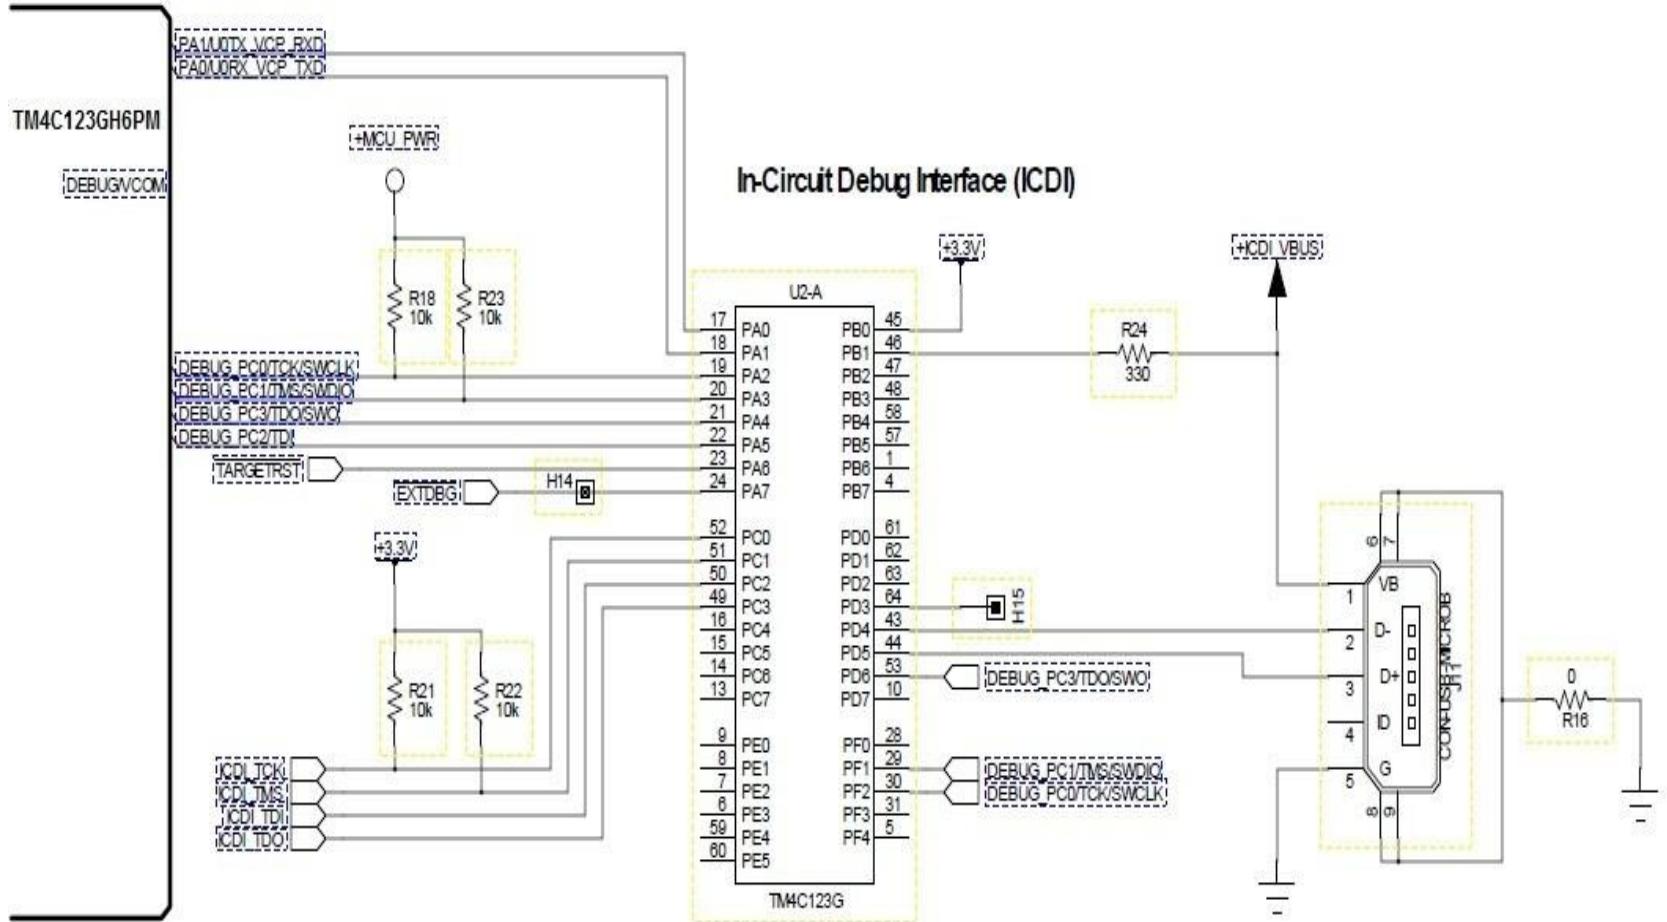 PA1/U0TX_VCP_RXD
PA0/U0RX_VCP_TXD
TM4C123GH6PM
+MCU_PWR
DEBUG/VCOM
In-Circuit Debug Interface (ICDI)
+3.3V
+ICDI_VBUS
R18
10k
R23
10k
U2-A
R24
330
17 PA0 PB0 45
18 PA1 PB1 46
DEBUG_PC0/TCK/SWCLK
19 PA2 PB2 47
DEBUG_PC1/TMS/SWDIO
20 PA3 PB3 48
DEBUG_PC3/TDO/SWO
21 PA4 PB4 58
DEBUG_PC2/TDI
22 PA5 PB5 57
TARGETRST
23 PA6 PB6 1
EXTDBG
H14
24 PA7 PB7 4
+3.3V
52 PC0 PD0 61
51 PC1 PD1 62
50 PC2 PD2 63
49 PC3 PD3 64
H15
16 PC4 PD4 43
15 PC5 PD5 44
14 PC6 PD6 53
DEBUG_PC3/TDO/SWO
13 PC7 PD7 10
R21
10k
R22
10k
9 PE0 PF0 28
8 PE1 PF1 29
DEBUG_PC1/TMS/SWDIO
7 PE2 PF2 30
DEBUG_PC0/TCK/SWCLK
6 PE3 PF3 31
59 PE4 PF4 5
60 PE5
ICDI_TCK
ICDI_TMS
ICDI_TDI
ICDI_TDO
TM4C123G
6 7
1 VB
2 D-
3 D+
4 ID
5 G
8 9
J11
0
R16